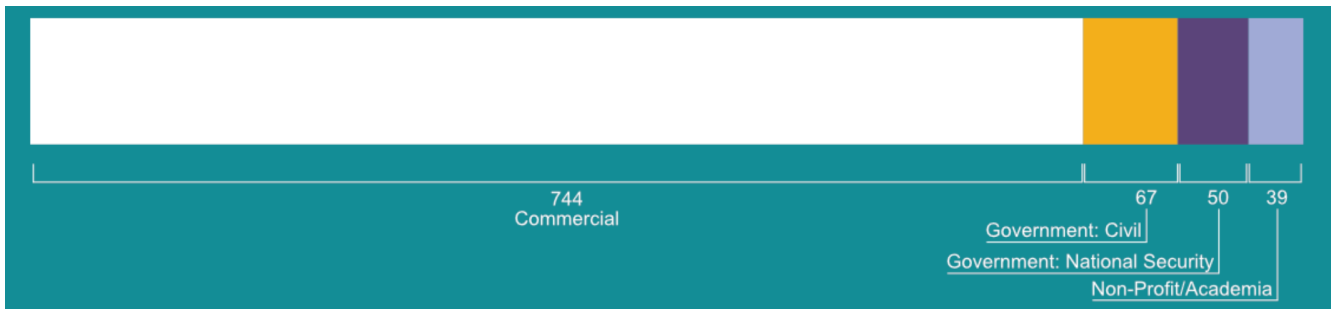 744
Commercial
67
50
39
Government: Civil
Government: National Security
Non-Profit/Academia